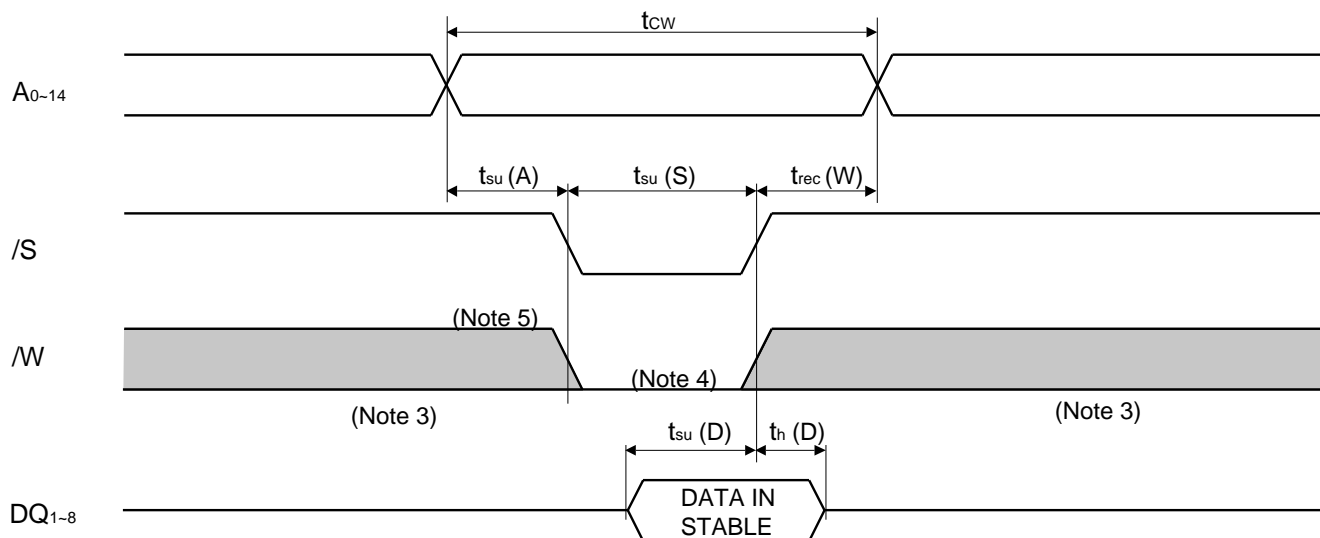 tCW
A0~14
tsu (A) tsu (S) trec (W)
/S
(Note 5)
/W
(Note 4)
(Note 3) (Note 3)
tsu (D) th (D)
DQ1~8
DATA IN
STABLE